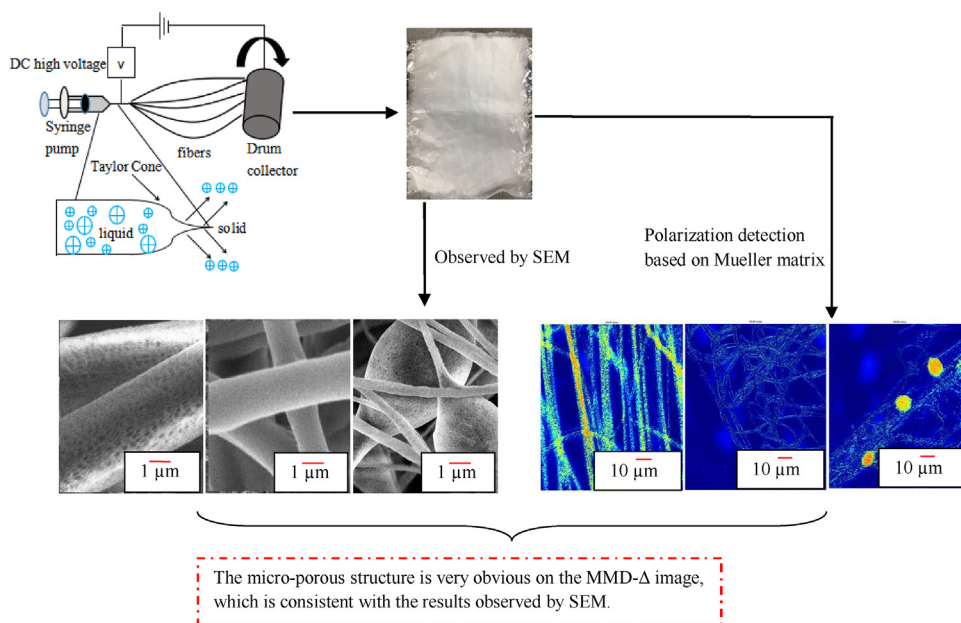 DC high voltage
v
Syringe
pump
fibers
Drum
collector
Taylor Cone
liquid
solid
Observed by SEM
Polarization detection
based on Mueller matrix
1 μm
1 μm
1 μm
10 μm
10 μm
10 μm
The micro-porous structure is very obvious on the MMD-Δ image,
which is consistent with the results observed by SEM.